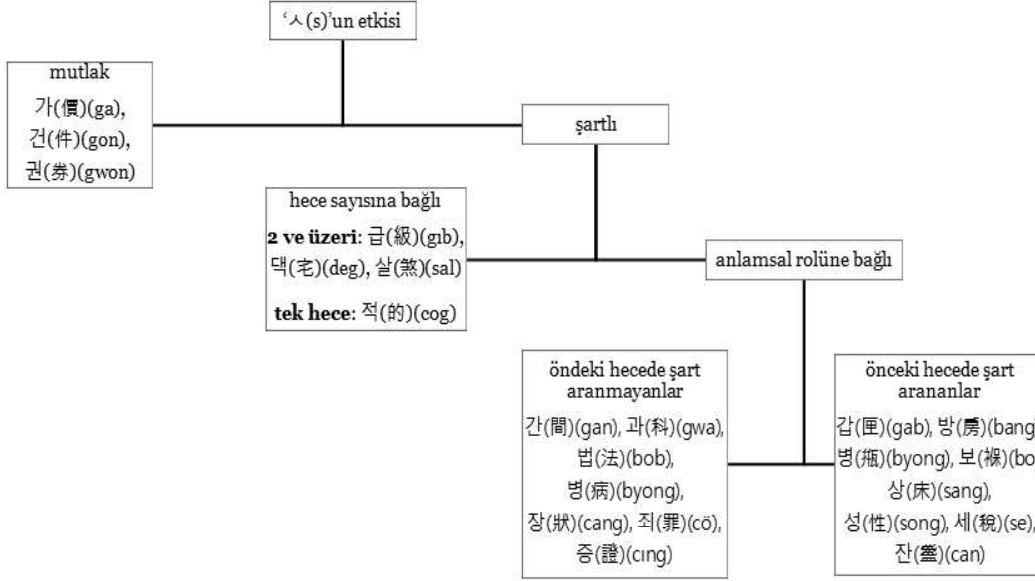 ‘ㅅ(s)’un etkisi
mutlak
가(價)(ga),
건(件)(gon),
권(券)(gwon)
şartlı
hece sayısına bağlı
2 ve üzeri: 급(級)(gıb),
댁(宅)(deg), 살(煞)(sal)
tek hece: 적(的)(cog)
anlamsal rolüne bağlı
öndeki hecede şart
aranmayanlar
간(間)(gan), 과(科)(gwa),
법(法)(bob),
병(病)(byong),
장(狀)(cang), 죄(罪)(cö),
증(證)(cıng)
önceki hecede şart
arananlar
갑(匣)(gab), 방(房)(bang
병(甁)(byong), 보(褓)(bo
상(床)(sang),
성(性)(song), 세(稅)(se),
잔(盞)(can)